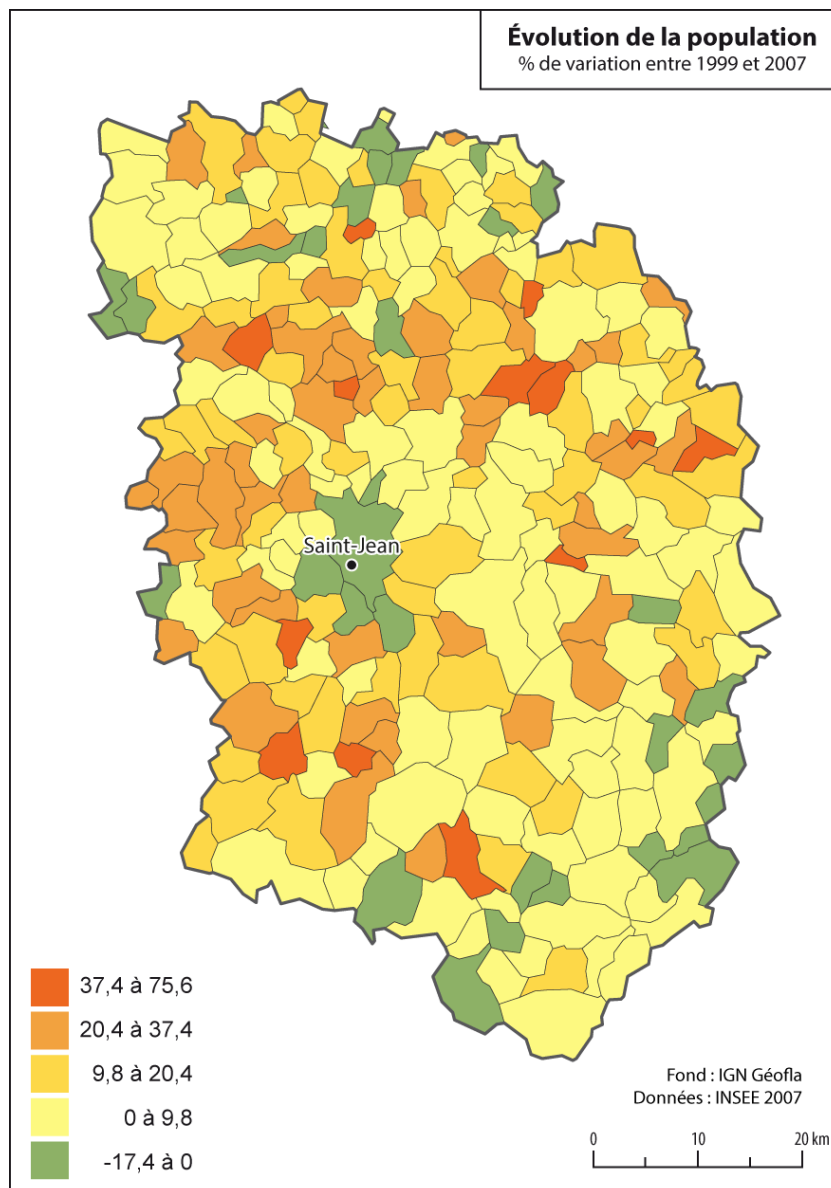 Évolution de la population
% de variation entre 1999 et 2007
Saint-Jean
37,4 à 75,6
20,4 à 37,4
9,8 à 20,4
0 à 9,8
-17,4 à 0
Fond : IGN Géofla
Données : INSEE 2007
0 10 20 km